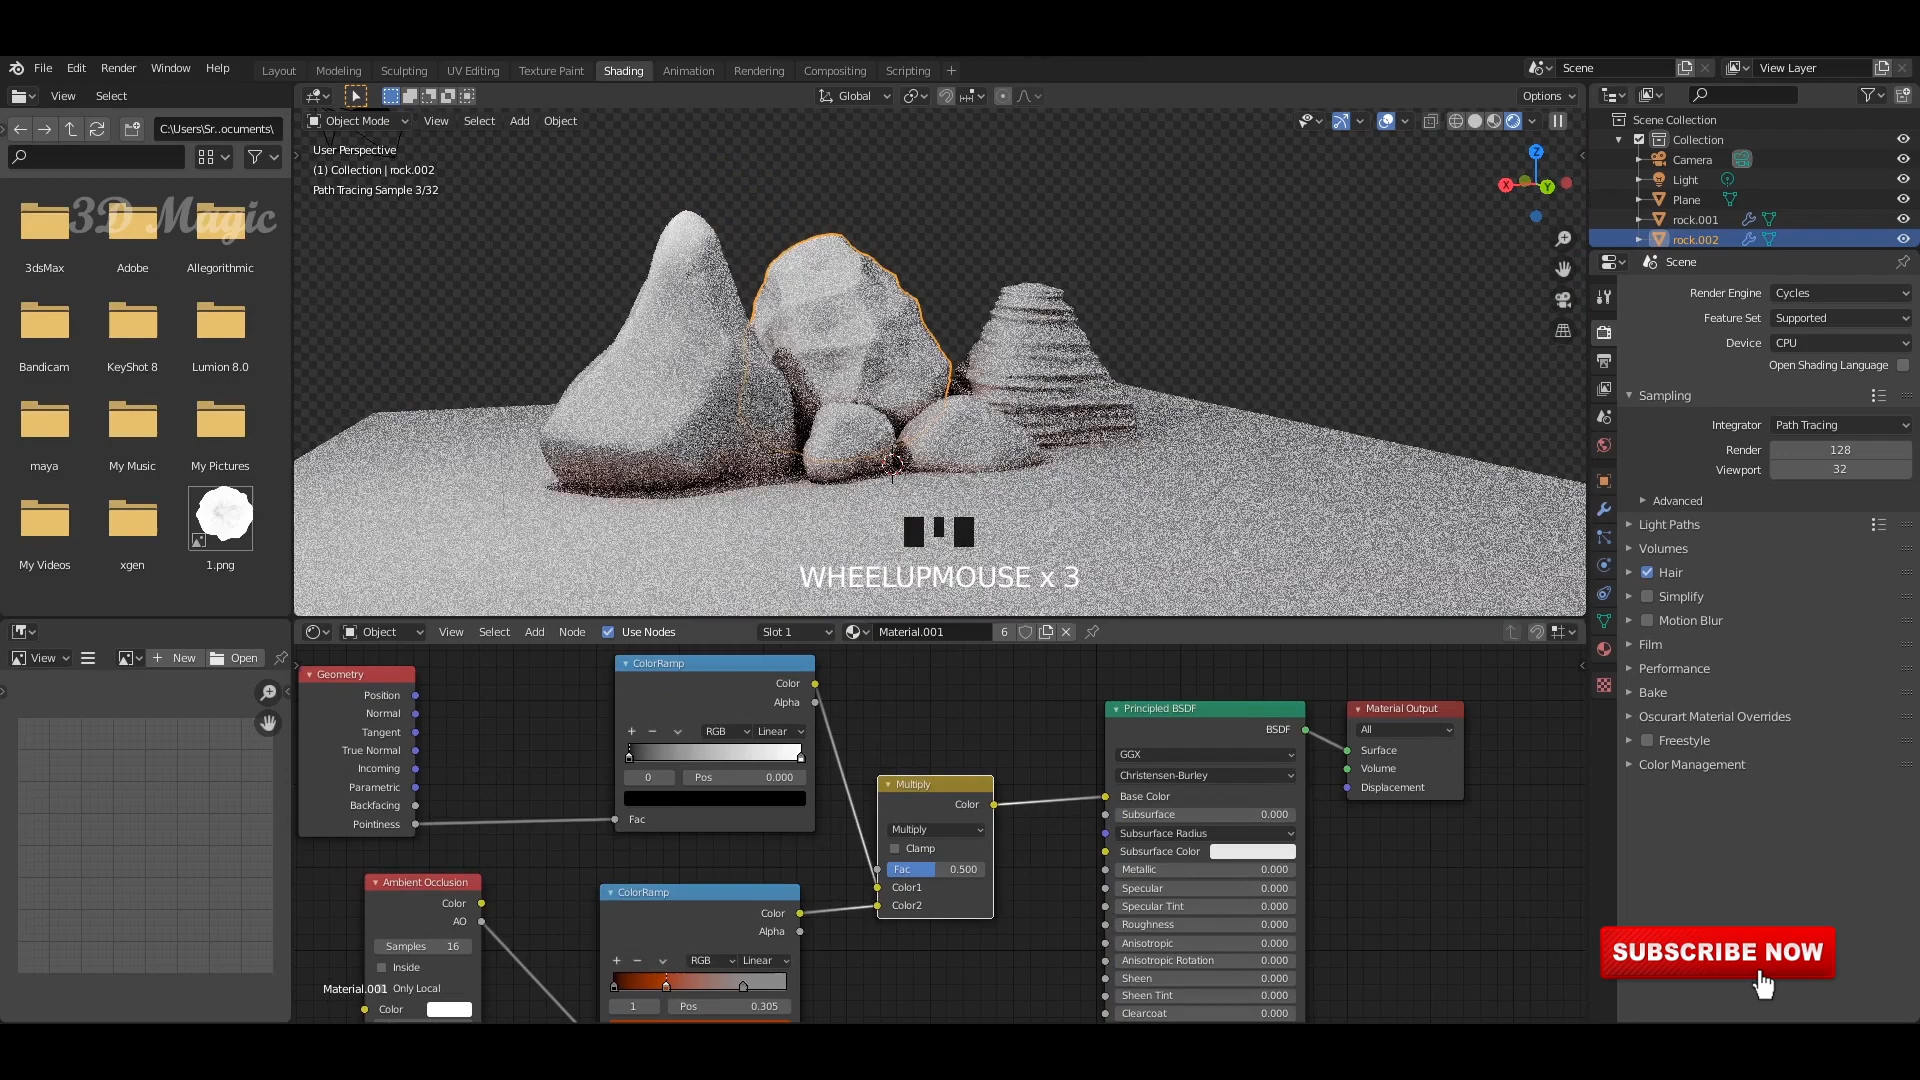 File Edit Render Window Help
Layout Modeling Sculpting UV Editing Texture Paint Shading Animation Rendering Compositing Scripting +
Scene
View Layer
View Select
Global
Options
C:\Users\Sr..ocuments\
Object Mode View Select Add Object
User Perspective
(1) Collection | rock.002
Path Tracing Sample 3/32
Z
X
Y
3D Magic
3dsMax Adobe Allegorithmic
Bandicam KeyShot 8 Lumion 8.0
maya My Music My Pictures
My Videos xgen 1.png
WHEELUPMOUSE x 3
Scene Collection
Collection
Camera
Light
Plane
rock.001
rock.002
Scene
Render Engine Cycles
Feature Set Supported
Device CPU
Open Shading Language
Sampling
Integrator Path Tracing
Render 128
Viewport 32
Advanced
Light Paths
Volumes
Hair
Simplify
Motion Blur
Film
Performance
Bake
Oscurart Material Overrides
Freestyle
Color Management
SUBSCRIBE NOW
View + New Open
Object View Select Add Node Use Nodes Slot 1 Material.001 6
Geometry
Position
Normal
Tangent
True Normal
Incoming
Parametric
Backfacing
Pointiness
ColorRamp
Color
Alpha
+ − RGB Linear
0 Pos 0.000
Fac
Ambient Occlusion
Color
AO
Samples 16
Inside
Only Local
Color
Material.001
ColorRamp
Color
Alpha
+ − RGB Linear
1 Pos 0.305
Multiply
Color
Multiply
Clamp
Fac 0.500
Color1
Color2
Principled BSDF
BSDF
GGX
Christensen-Burley
Base Color
Subsurface 0.000
Subsurface Radius
Subsurface Color
Metallic 0.000
Specular 0.000
Specular Tint 0.000
Roughness 0.000
Anisotropic 0.000
Anisotropic Rotation 0.000
Sheen 0.000
Sheen Tint 0.000
Clearcoat 0.000
Material Output
All
Surface
Volume
Displacement